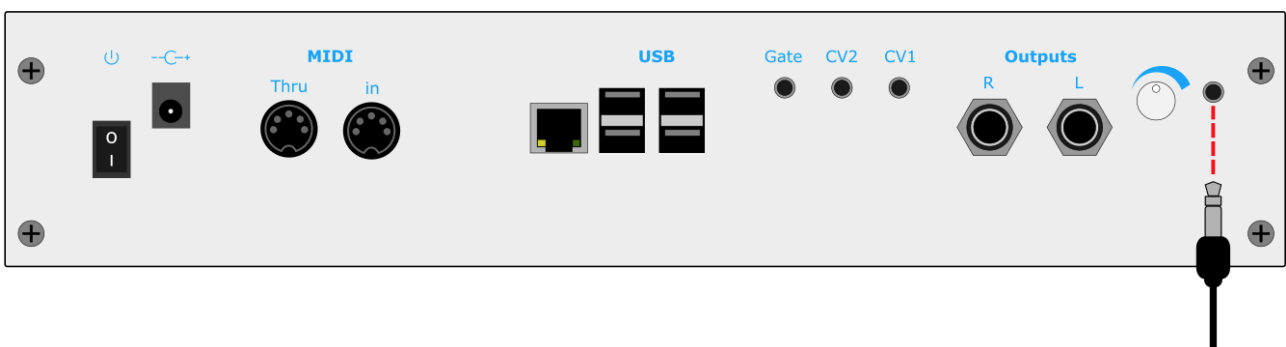 MIDI
Thru
in
USB
Gate
CV2
CV1
Outputs
R
L
O
I